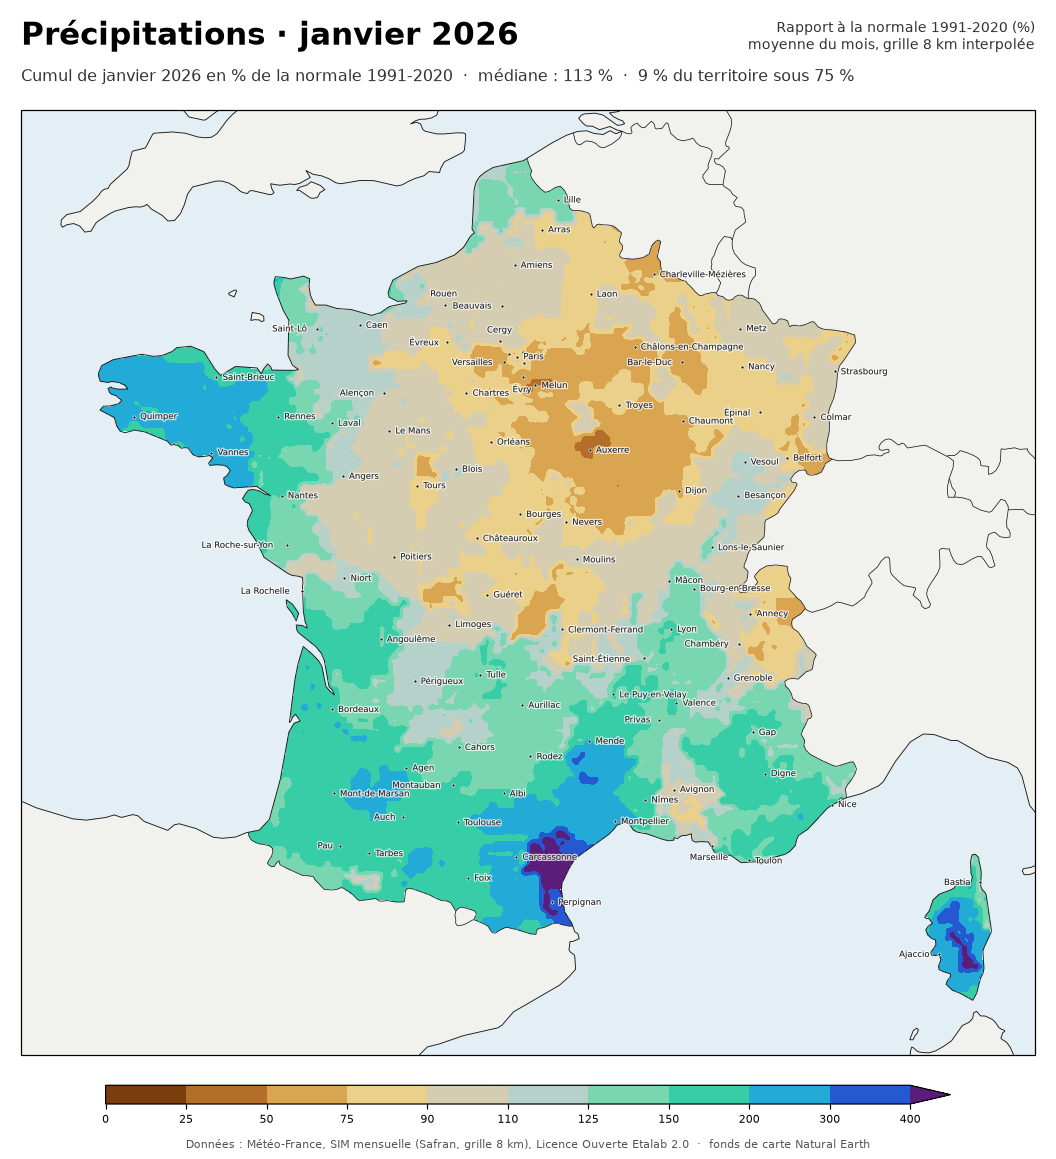 Précipitations · janvier 2026
Rapport à la normale 1991-2020 (%)
moyenne du mois, grille 8 km interpolée
Cumul de janvier 2026 en % de la normale 1991-2020 · médiane : 113 % · 9 % du territoire sous 75 %
Lille
Arras
Amiens
Charleville-Mézières
Rouen
Beauvais
Laon
Saint-Lô
Caen
Cergy
Metz
Évreux
Châlons-en-Champagne
Versailles
Paris
Bar-le-Duc
Nancy
Strasbourg
Saint-Brieuc
Alençon
Chartres
Évry
Melun
Quimper
Rennes
Laval
Le Mans
Troyes
Épinal
Chaumont
Colmar
Vannes
Orléans
Auxerre
Angers
Blois
Vesoul
Belfort
Nantes
Tours
Dijon
Besançon
Bourges
Nevers
La Roche-sur-Yon
Châteauroux
Lons-le-Saunier
Poitiers
Moulins
Niort
Mâcon
Bourg-en-Bresse
La Rochelle
Guéret
Annecy
Limoges
Clermont-Ferrand
Lyon
Angoulême
Chambéry
Saint-Étienne
Périgueux
Tulle
Grenoble
Le Puy-en-Velay
Valence
Bordeaux
Aurillac
Privas
Gap
Cahors
Mende
Rodez
Agen
Digne
Montauban
Mont-de-Marsan
Albi
Avignon
Nîmes
Nice
Auch
Toulouse
Montpellier
Pau
Tarbes
Carcassonne
Marseille
Toulon
Foix
Bastia
Perpignan
Ajaccio
0 25 50 75 90 110 125 150 200 300 400
Données : Météo-France, SIM mensuelle (Safran, grille 8 km), Licence Ouverte Etalab 2.0 · fonds de carte Natural Earth